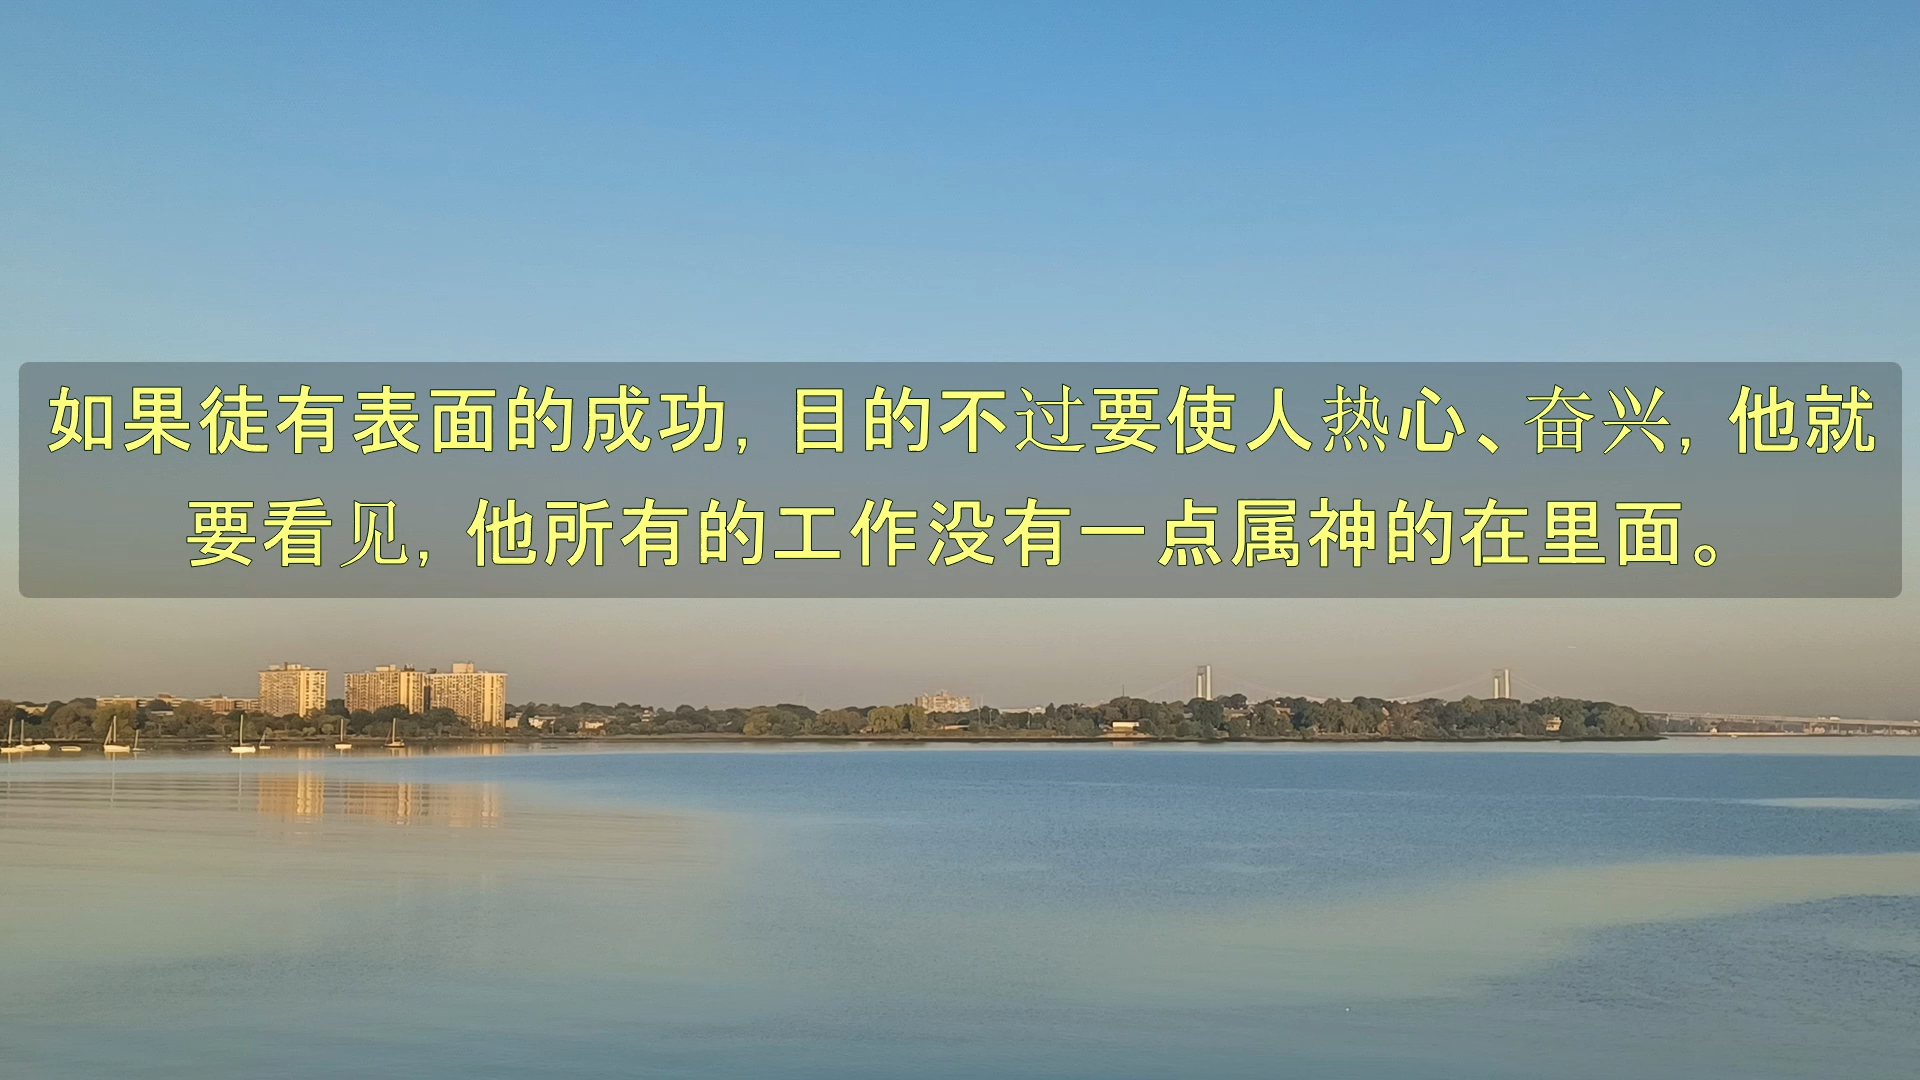 如果徒有表面的成功, 目的不过要使人热心、奋兴, 他就
要看见, 他所有的工作没有一点属神的在里面。